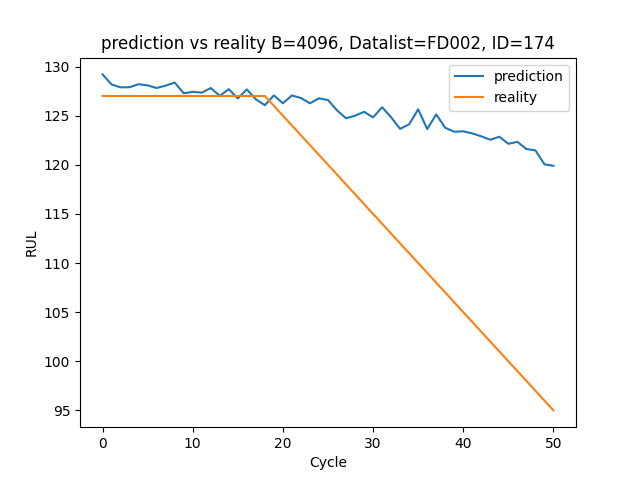 prediction vs reality B=4096, Datalist=FD002, ID=174
130
125
120
115
110
105
100
95
RUL
0 10 20 30 40 50
Cycle
prediction
reality